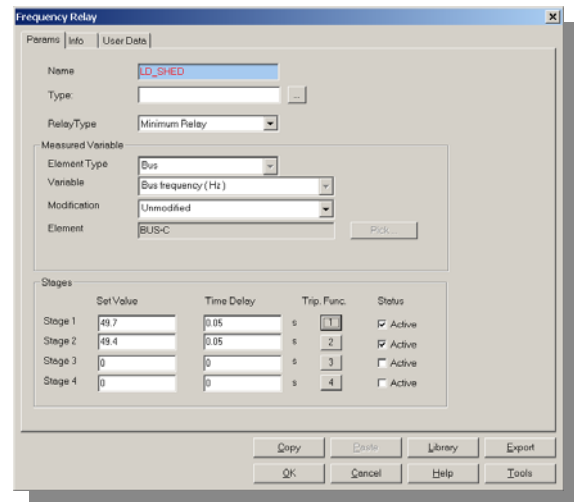 Frequency Relay
Params Info User Data
Name LD_SHED
Type: ...
RelayType Minimum Relay
Measured Variable
Element Type Bus
Variable Bus frequency ( Hz )
Modification Unmodified
Element BUS-C Pick...
Stages
Set Value Time Delay Trip. Func. Status
Stage 1 49.7 0.05 s 1 Active
Stage 2 49.4 0.05 s 2 Active
Stage 3 0 0 s 3 Active
Stage 4 0 0 s 4 Active
Copy Paste Library Export
OK Cancel Help Tools